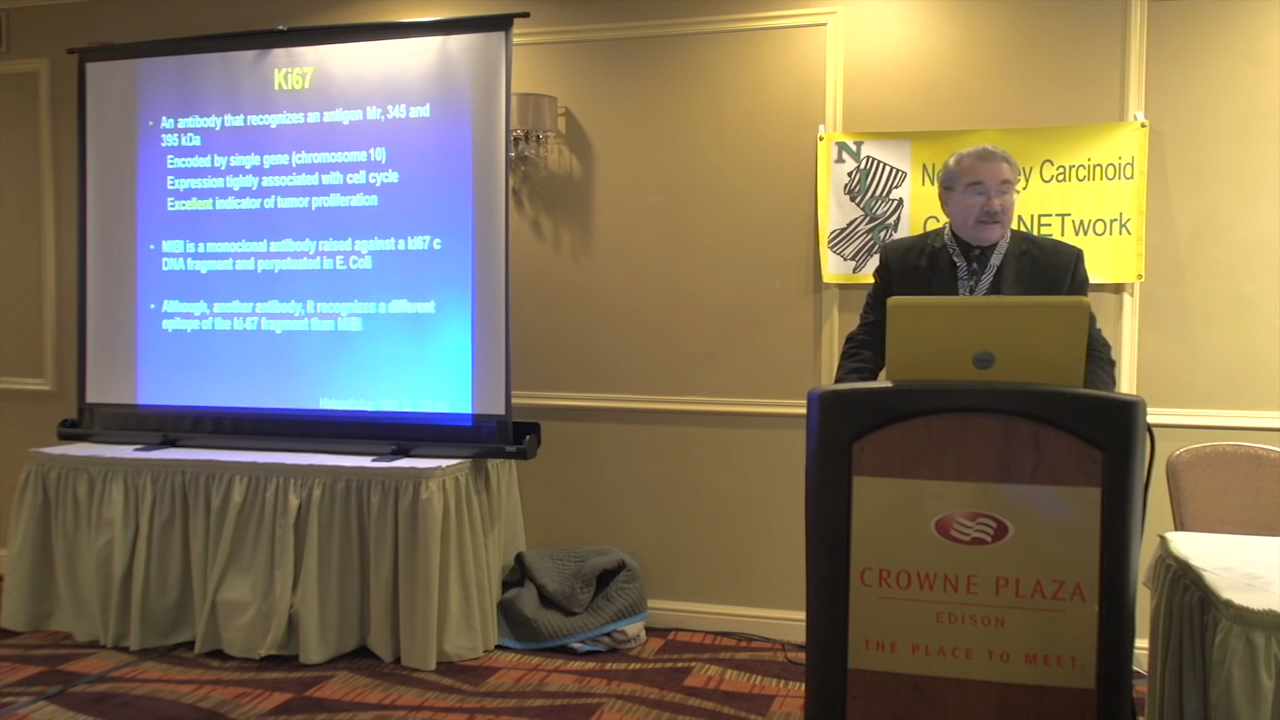 Ki67
• An antibody that recognizes an antigen Mr, 345 and
395 kDa
Encoded by single gene (chromosome 10)
Expression tightly associated with cell cycle
Excellent indicator of tumor proliferation
• MIBI is a monoclonal antibody raised against a ki67 c
DNA fragment and perpetuated in E. Coli
• Although, another antibody, it recognizes a different
epitope of the ki-67 fragment than MIBI
NJCC
Carcinoid
NETwork
CROWNE PLAZA
EDISON
THE PLACE TO MEET.